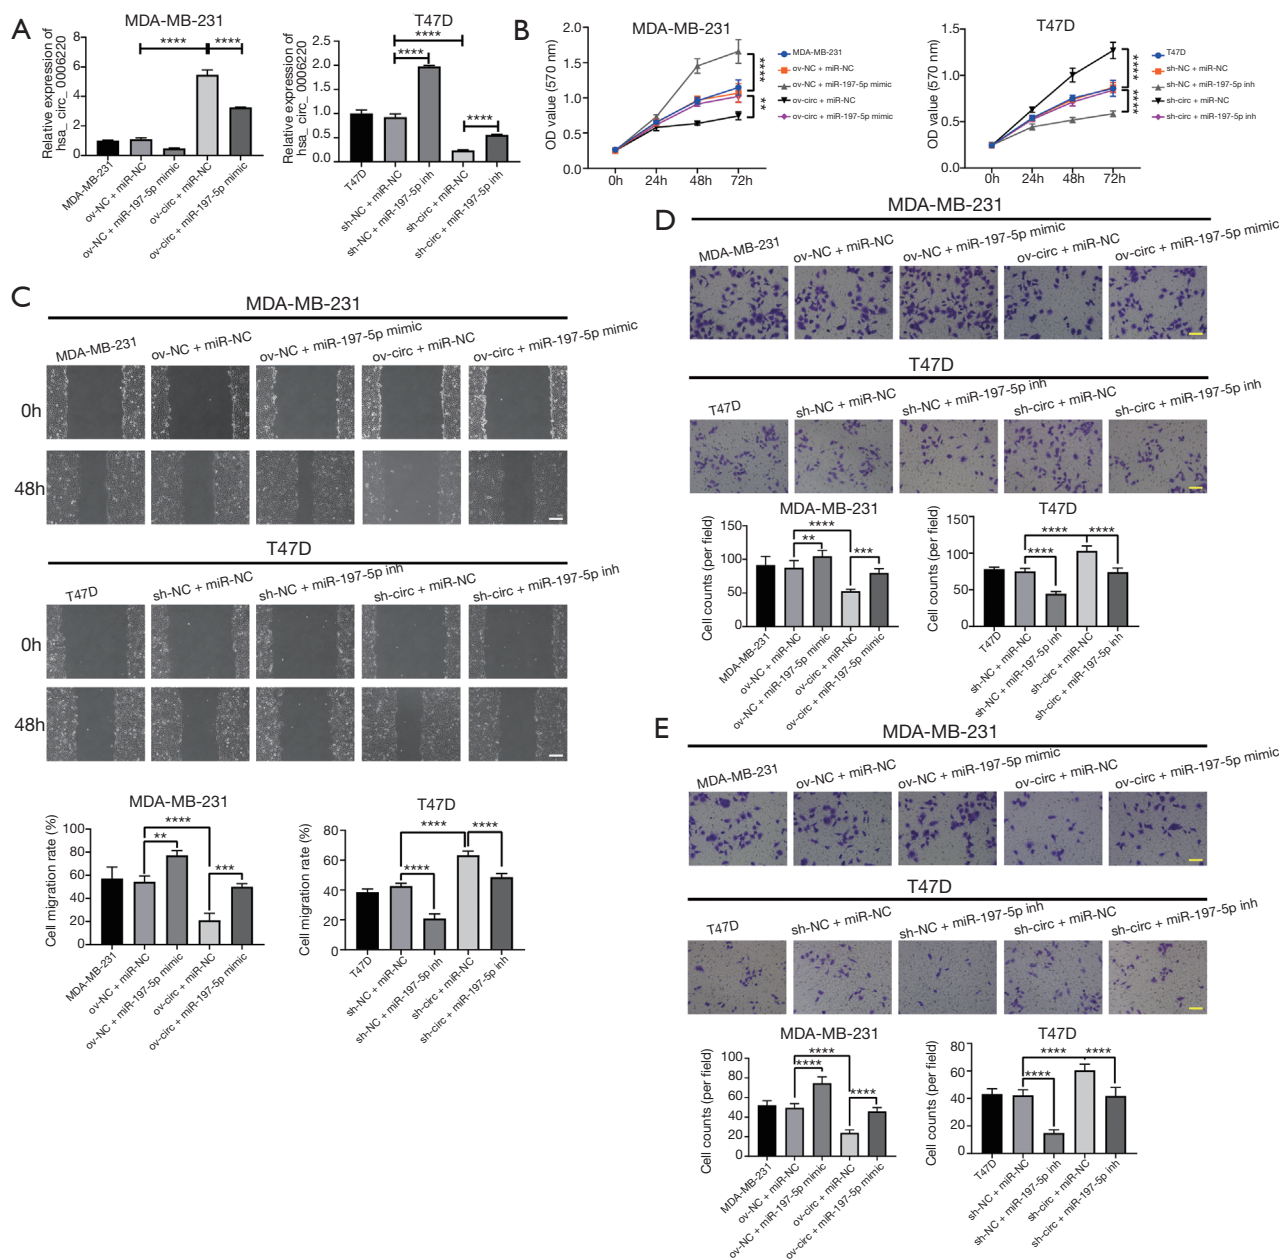 A
MDA-MB-231
Relative expression of
hsa_ circ_ 0006220
8
6
4
2
0
****
****
MDA-MB-231
ov-NC + miR-NC
ov-NC + miR-197-5p mimic
ov-circ + miR-NC
ov-circ + miR-197-5p mimic
T47D
Relative expression of
hsa_ circ_ 0006220
2.5
2.0
1.5
1.0
0.5
0.0
****
****
****
T47D
sh-NC + miR-NC
sh-NC + miR-197-5p inh
sh-circ + miR-NC
sh-circ + miR-197-5p inh
B
MDA-MB-231
OD value (570 nm)
2.0
1.5
1.0
0.5
0.0
0h
24h
48h
72h
MDA-MB-231
ov-NC + miR-NC
ov-NC + miR-197-5p mimic
ov-circ + miR-NC
ov-circ + miR-197-5p mimic
****
**
T47D
OD value (570 nm)
1.5
1.0
0.5
0.0
0h
24h
48h
72h
T47D
sh-NC + miR-NC
sh-NC + miR-197-5p inh
sh-circ + miR-NC
sh-circ + miR-197-5p inh
****
****
C
MDA-MB-231
MDA-MB-231
ov-NC + miR-NC
ov-NC + miR-197-5p mimic
ov-circ + miR-NC
ov-circ + miR-197-5p mimic
0h
48h
T47D
T47D
sh-NC + miR-NC
sh-NC + miR-197-5p inh
sh-circ + miR-NC
sh-circ + miR-197-5p inh
0h
48h
MDA-MB-231
Cell migration rate (%)
100
80
60
40
20
0
****
**
***
MDA-MB-231
ov-NC + miR-NC
ov-NC + miR-197-5p mimic
ov-circ + miR-NC
ov-circ + miR-197-5p mimic
T47D
Cell migration rate (%)
80
60
40
20
0
****
****
****
T47D
sh-NC + miR-NC
sh-NC + miR-197-5p inh
sh-circ + miR-NC
sh-circ + miR-197-5p inh
D
MDA-MB-231
MDA-MB-231
ov-NC + miR-NC
ov-NC + miR-197-5p mimic
ov-circ + miR-NC
ov-circ + miR-197-5p mimic
T47D
T47D
sh-NC + miR-NC
sh-NC + miR-197-5p inh
sh-circ + miR-NC
sh-circ + miR-197-5p inh
MDA-MB-231
Cell counts (per field)
150
100
50
0
****
**
***
MDA-MB-231
ov-NC + miR-NC
ov-NC + miR-197-5p mimic
ov-circ + miR-NC
ov-circ + miR-197-5p mimic
T47D
Cell counts (per field)
150
100
50
0
****
****
****
T47D
sh-NC + miR-NC
sh-NC + miR-197-5p inh
sh-circ + miR-NC
sh-circ + miR-197-5p inh
E
MDA-MB-231
MDA-MB-231
ov-NC + miR-NC
ov-NC + miR-197-5p mimic
ov-circ + miR-NC
ov-circ + miR-197-5p mimic
T47D
T47D
sh-NC + miR-NC
sh-NC + miR-197-5p inh
sh-circ + miR-NC
sh-circ + miR-197-5p inh
MDA-MB-231
Cell counts (per field)
100
80
60
40
20
0
****
****
****
MDA-MB-231
ov-NC + miR-NC
ov-NC + miR-197-5p mimic
ov-circ + miR-NC
ov-circ + miR-197-5p mimic
T47D
Cell counts (per field)
80
60
40
20
0
****
****
****
T47D
sh-NC + miR-NC
sh-NC + miR-197-5p inh
sh-circ + miR-NC
sh-circ + miR-197-5p inh